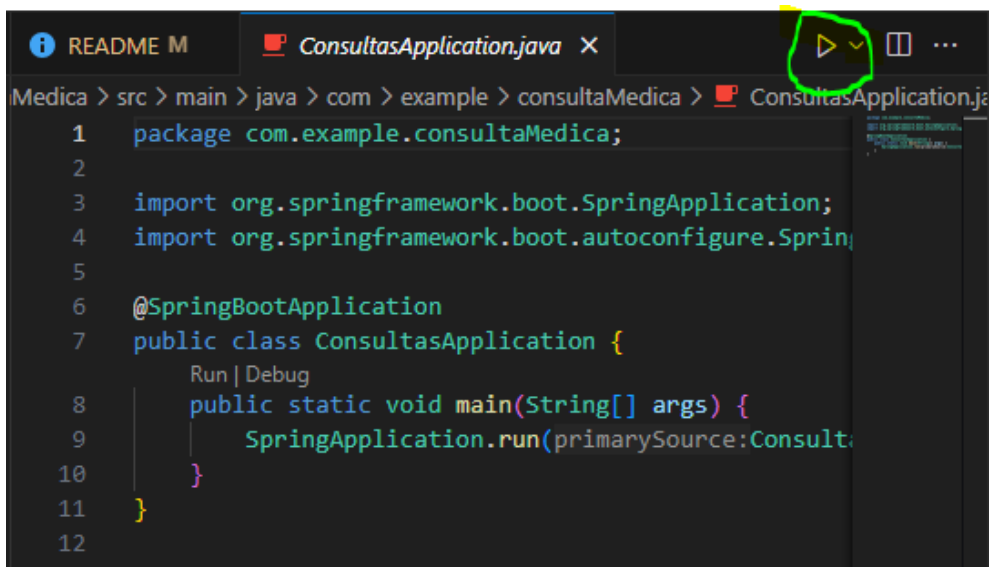 README M ConsultasApplication.java
Medica > src > main > java > com > example > consultaMedica > ConsultasApplication.ja
1 package com.example.consultaMedica;
2
3 import org.springframework.boot.SpringApplication;
4 import org.springframework.boot.autoconfigure.Spring
5
6 @SpringBootApplication
7 public class ConsultasApplication {
Run | Debug
8 public static void main(String[] args) {
9 SpringApplication.run(primarySource:Consulta
10 }
11 }
12